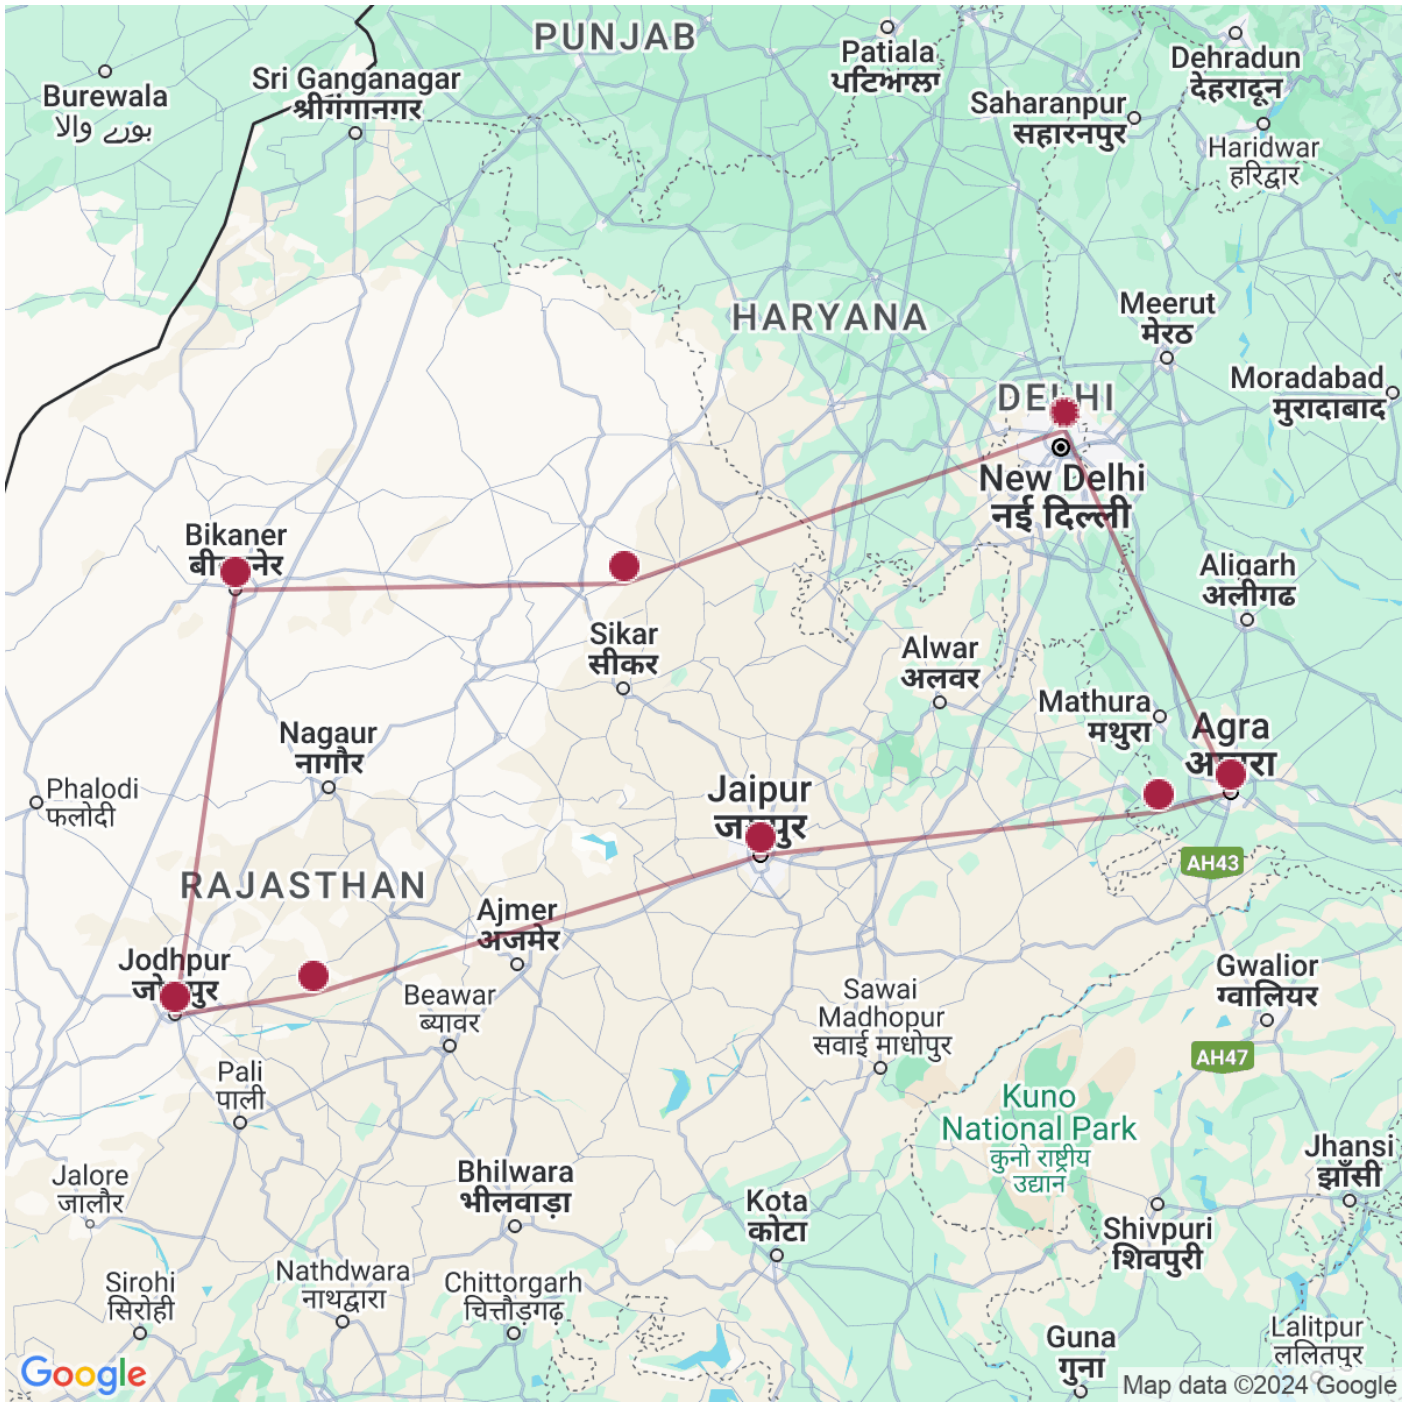 PUNJAB
Patiala
ਪਟਿਆਲਾ
Dehradun
देहरादून
Burewala
بورے والا
Sri Ganganagar
श्रीगंगानगर
Saharanpur
सहारनपुर
Haridwar
हरिद्वार
HARYANA
Meerut
मेरठ
DELHI
Moradabad
मुरादाबाद
New Delhi
नई दिल्ली
Bikaner
Aligarh
अलीगढ
Sikar
सीकर
Alwar
अलवर
Mathura
मथुरा
Agra
Nagaur
नागौर
Phalodi
फलोदी
Jaipur
RAJASTHAN
AH43
Ajmer
अजमेर
Jodhpur
Beawar
ब्यावर
Sawai
Madhopur
सवाई माधोपुर
Gwalior
ग्वालियर
AH47
Pali
पाली
Kuno
National Park
कुनो राष्ट्रीय
उद्यान
Jalore
जालौर
Bhilwara
भीलवाड़ा
Kota
कोटा
Jhansi
झाँसी
Shivpuri
शिवपुरी
Sirohi
सिरोही
Nathdwara
नाथद्वारा
Chittorgarh
चित्तौड़गढ़
Guna
गुना
Lalitpur
ललितपुर
Google
Map data ©2024 Google